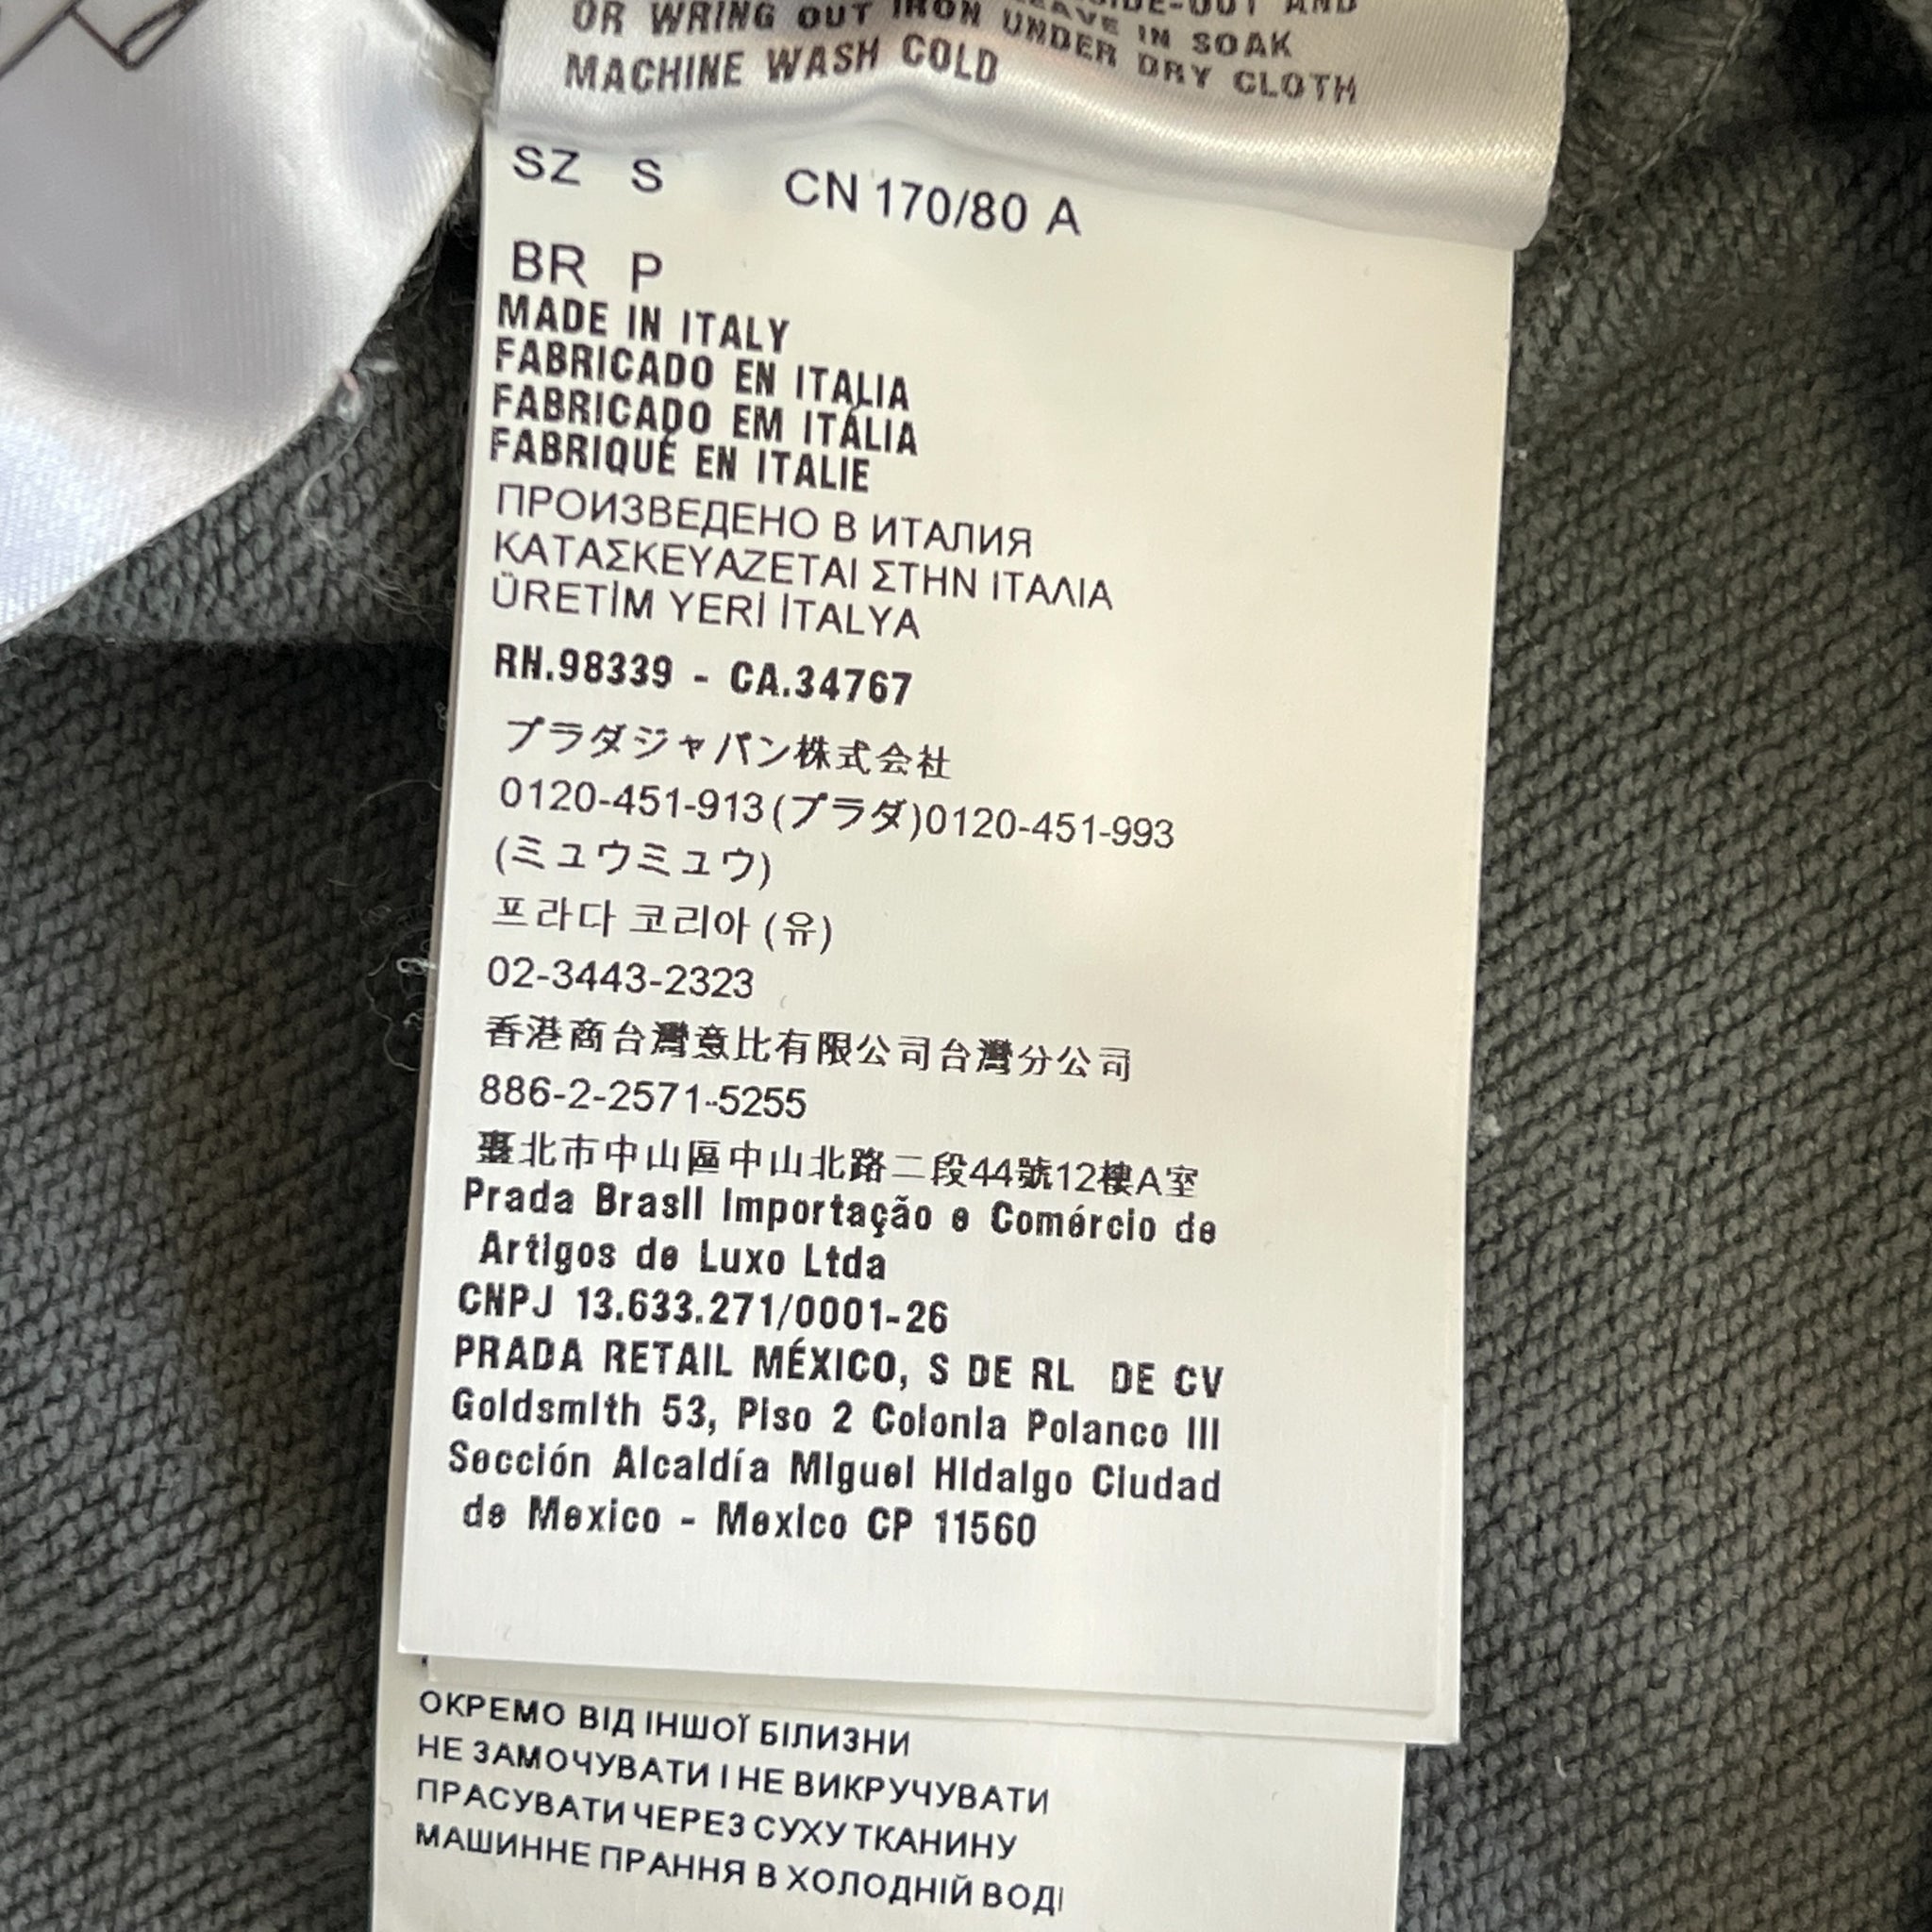 OR WRING OUT IRON UNDER DRY CLOTH
LEAVE IN SOAK
MACHINE WASH COLD
SZ S CN 170/80 A
BR P
MADE IN ITALY
FABRICADO EN ITALIA
FABRICADO EM ITÁLIA
FABRIQUÉ EN ITALIE
ПРОИЗВЕДЕНО В ИТАЛИЯ
ΚΑΤΑΣΚΕΥΑΖΕΤΑΙ ΣΤΗΝ ΙΤΑΛΙΑ
ÜRETİM YERİ İTALYA
RN.98339 - CA.34767
プラダジャパン株式会社
0120-451-913(プラダ)0120-451-993
(ミュウミュウ)
프라다 코리아 (유)
02-3443-2323
香港商台灣意比有限公司台灣分公司
886-2-2571-5255
臺北市中山區中山北路二段44號12樓A室
Prada Brasil Importação e Comércio de
Artigos de Luxo Ltda
CNPJ 13.633.271/0001-26
PRADA RETAIL MÉXICO, S DE RL DE CV
Goldsmith 53, Piso 2 Colonia Polanco III
Sección Alcaldía Miguel Hidalgo Ciudad
de Mexico - Mexico CP 11560
ОКРЕМО ВІД ІНШОЇ БІЛИЗНИ
НЕ ЗАМОЧУВАТИ І НЕ ВИКРУЧУВАТИ
ПРАСУВАТИ ЧЕРЕЗ СУХУ ТКАНИНУ
МАШИННЕ ПРАННЯ В ХОЛОДНІЙ ВОДІ